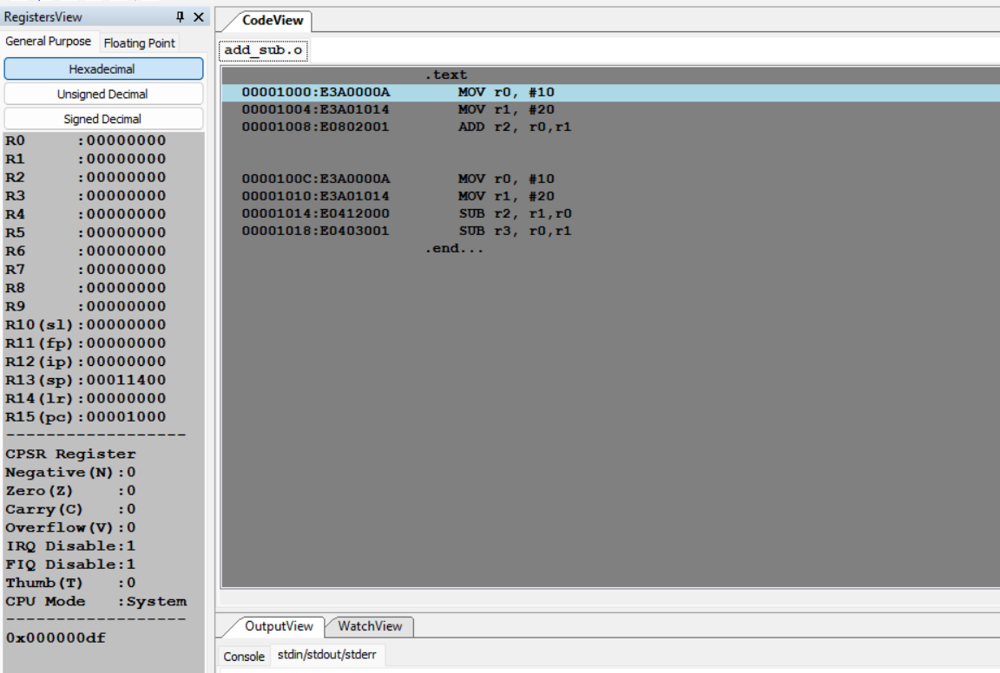 RegistersView
General Purpose Floating Point
Hexadecimal
Unsigned Decimal
Signed Decimal
R0 :00000000
R1 :00000000
R2 :00000000
R3 :00000000
R4 :00000000
R5 :00000000
R6 :00000000
R7 :00000000
R8 :00000000
R9 :00000000
R10(sl):00000000
R11(fp):00000000
R12(ip):00000000
R13(sp):00011400
R14(lr):00000000
R15(pc):00001000
------------------
CPSR Register
Negative(N):0
Zero(Z) :0
Carry(C) :0
Overflow(V):0
IRQ Disable:1
FIQ Disable:1
Thumb(T) :0
CPU Mode :System
------------------
0x000000df
CodeView
add_sub.o
.text
00001000:E3A0000A MOV r0, #10
00001004:E3A01014 MOV r1, #20
00001008:E0802001 ADD r2, r0,r1
0000100C:E3A0000A MOV r0, #10
00001010:E3A01014 MOV r1, #20
00001014:E0412000 SUB r2, r1,r0
00001018:E0403001 SUB r3, r0,r1
.end...
OutputView WatchView
Console stdin/stdout/stderr